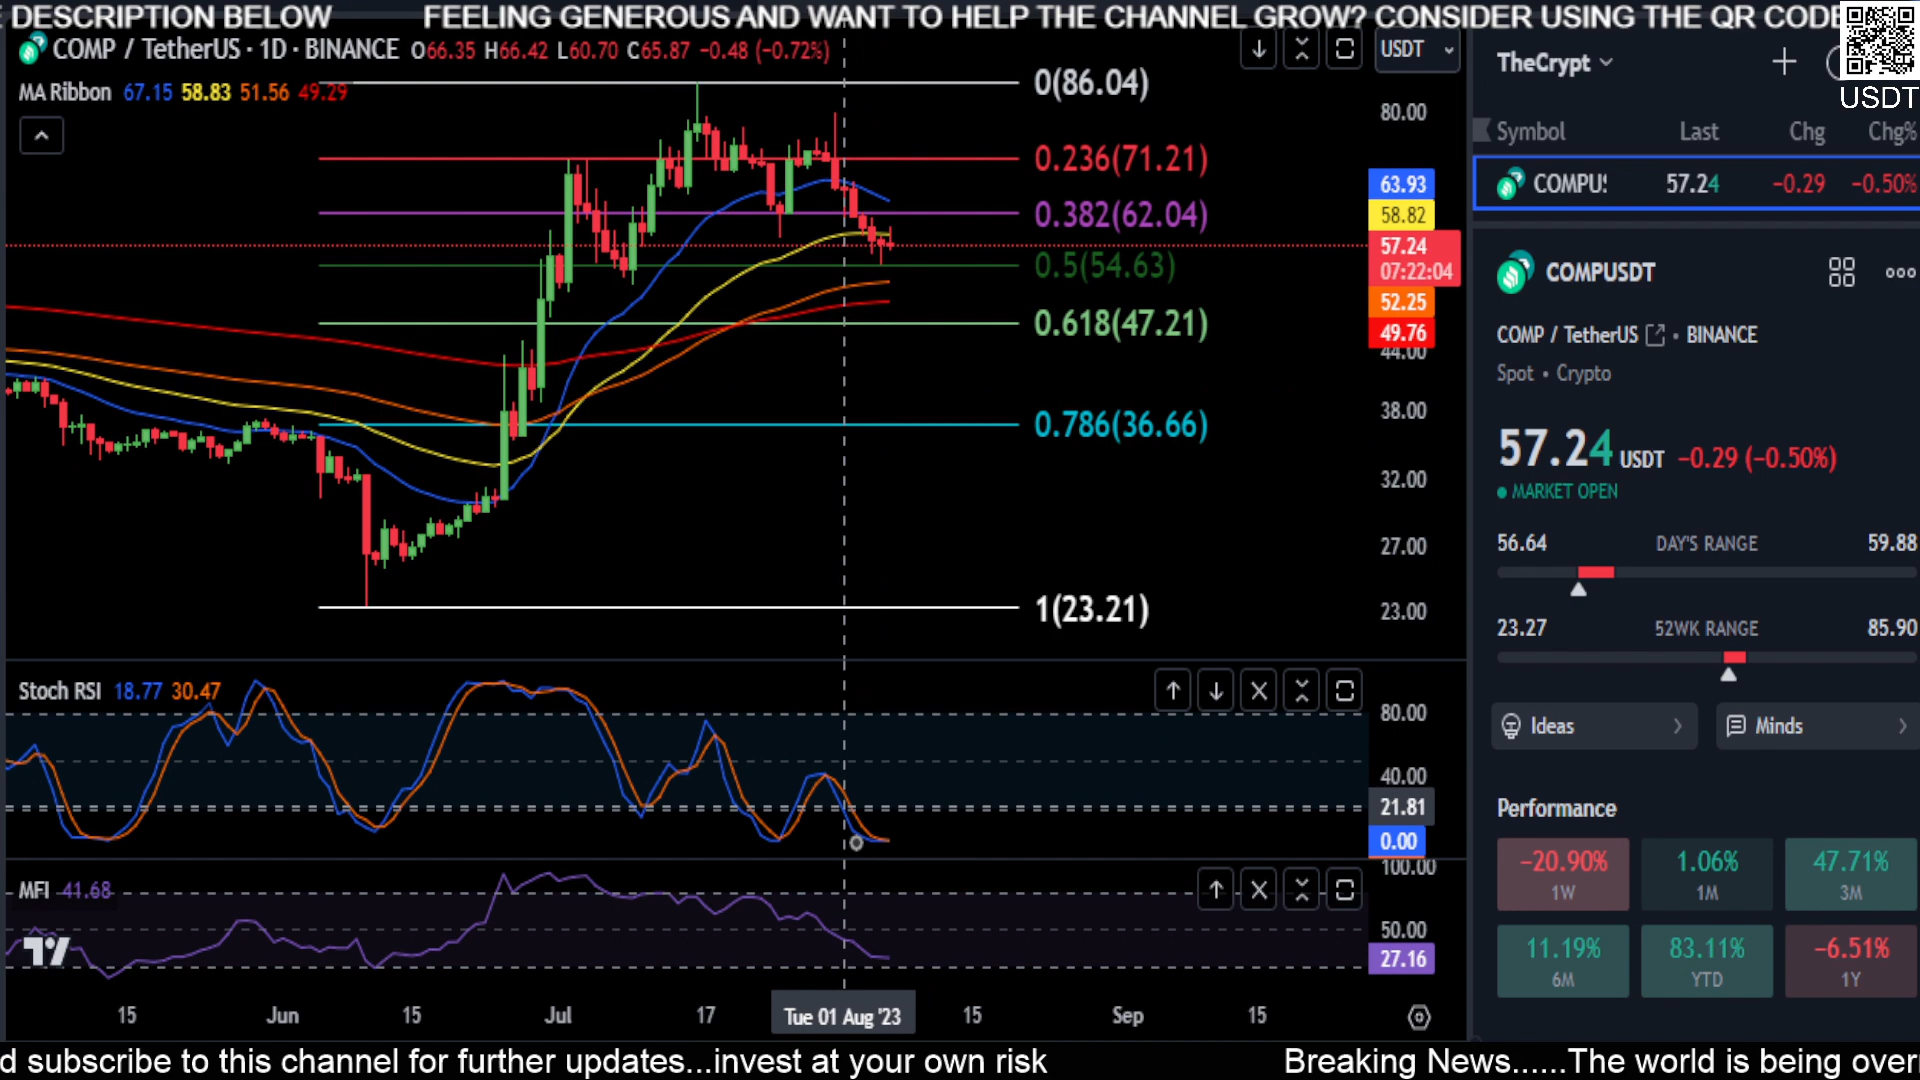 E DESCRIPTION BELOW FEELING GENEROUS AND WANT TO HELP THE CHANNEL GROW? CONSIDER USING THE QR CODE
COMP / TetherUS · 1D · BINANCE O66.35 H66.42 L60.70 C65.87 −0.48 (−0.72%)
USDT
MA Ribbon 67.15 58.83 51.56 49.29
0(86.04)
0.236(71.21)
0.382(62.04)
0.5(54.63)
0.618(47.21)
0.786(36.66)
1(23.21)
80.00
63.93
58.82
57.24
07:22:04
52.25
49.76
44.00
38.00
32.00
27.00
23.00
Stoch RSI 18.77 30.47
80.00
40.00
21.81
0.00
MFI 41.68
100.00
50.00
27.16
15 Jun 15 Jul 17 Tue 01 Aug '23 15 Sep 15
TheCrypt
USDT
Symbol Last Chg Chg%
COMPU! 57.24 −0.29 −0.50%
COMPUSDT
COMP / TetherUS • BINANCE
Spot • Crypto
57.24 USDT −0.29 (−0.50%)
MARKET OPEN
56.64 DAY'S RANGE 59.88
23.27 52WK RANGE 85.90
Ideas Minds
Performance
−20.90% 1.06% 47.71%
1W 1M 3M
11.19% 83.11% −6.51%
6M YTD 1Y
d subscribe to this channel for further updates...invest at your own risk Breaking News......The world is being over